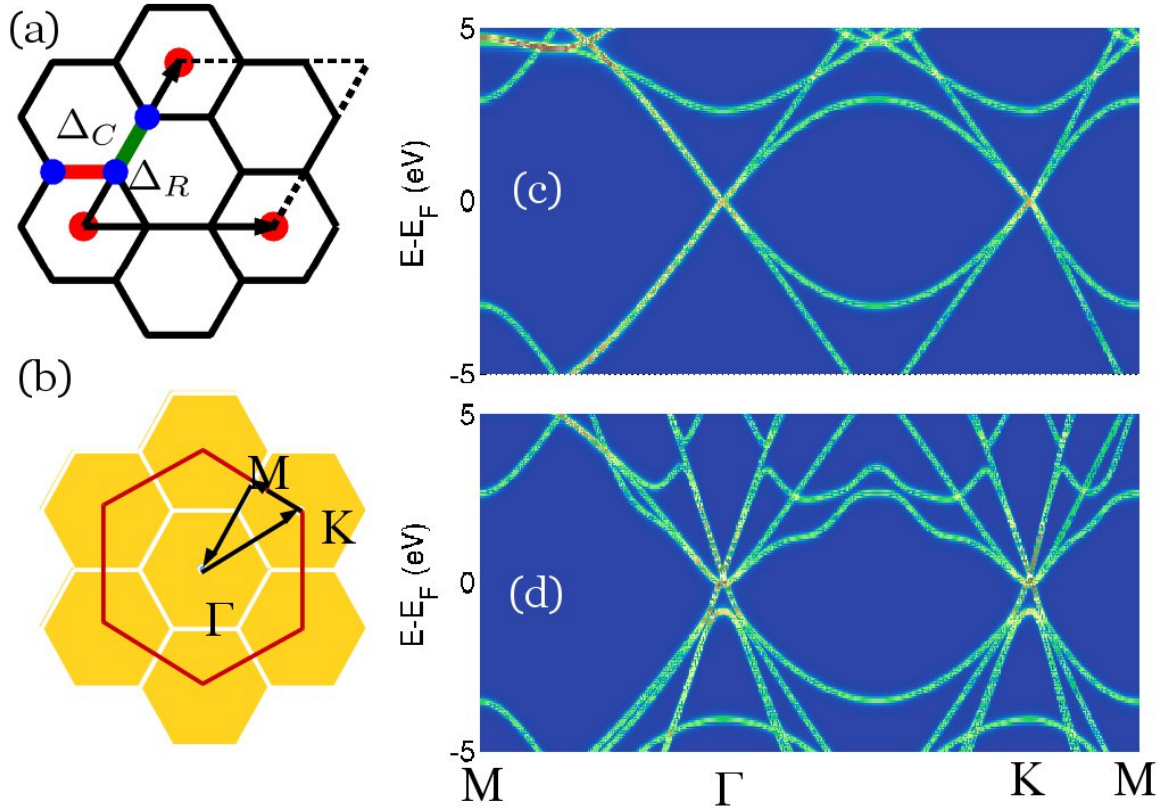 (a)
Δ_C
Δ_R
(b)
M
K
Γ
E-E_F (eV)
5
0
-5
(c)
E-E_F (eV)
5
0
-5
(d)
M Γ K M